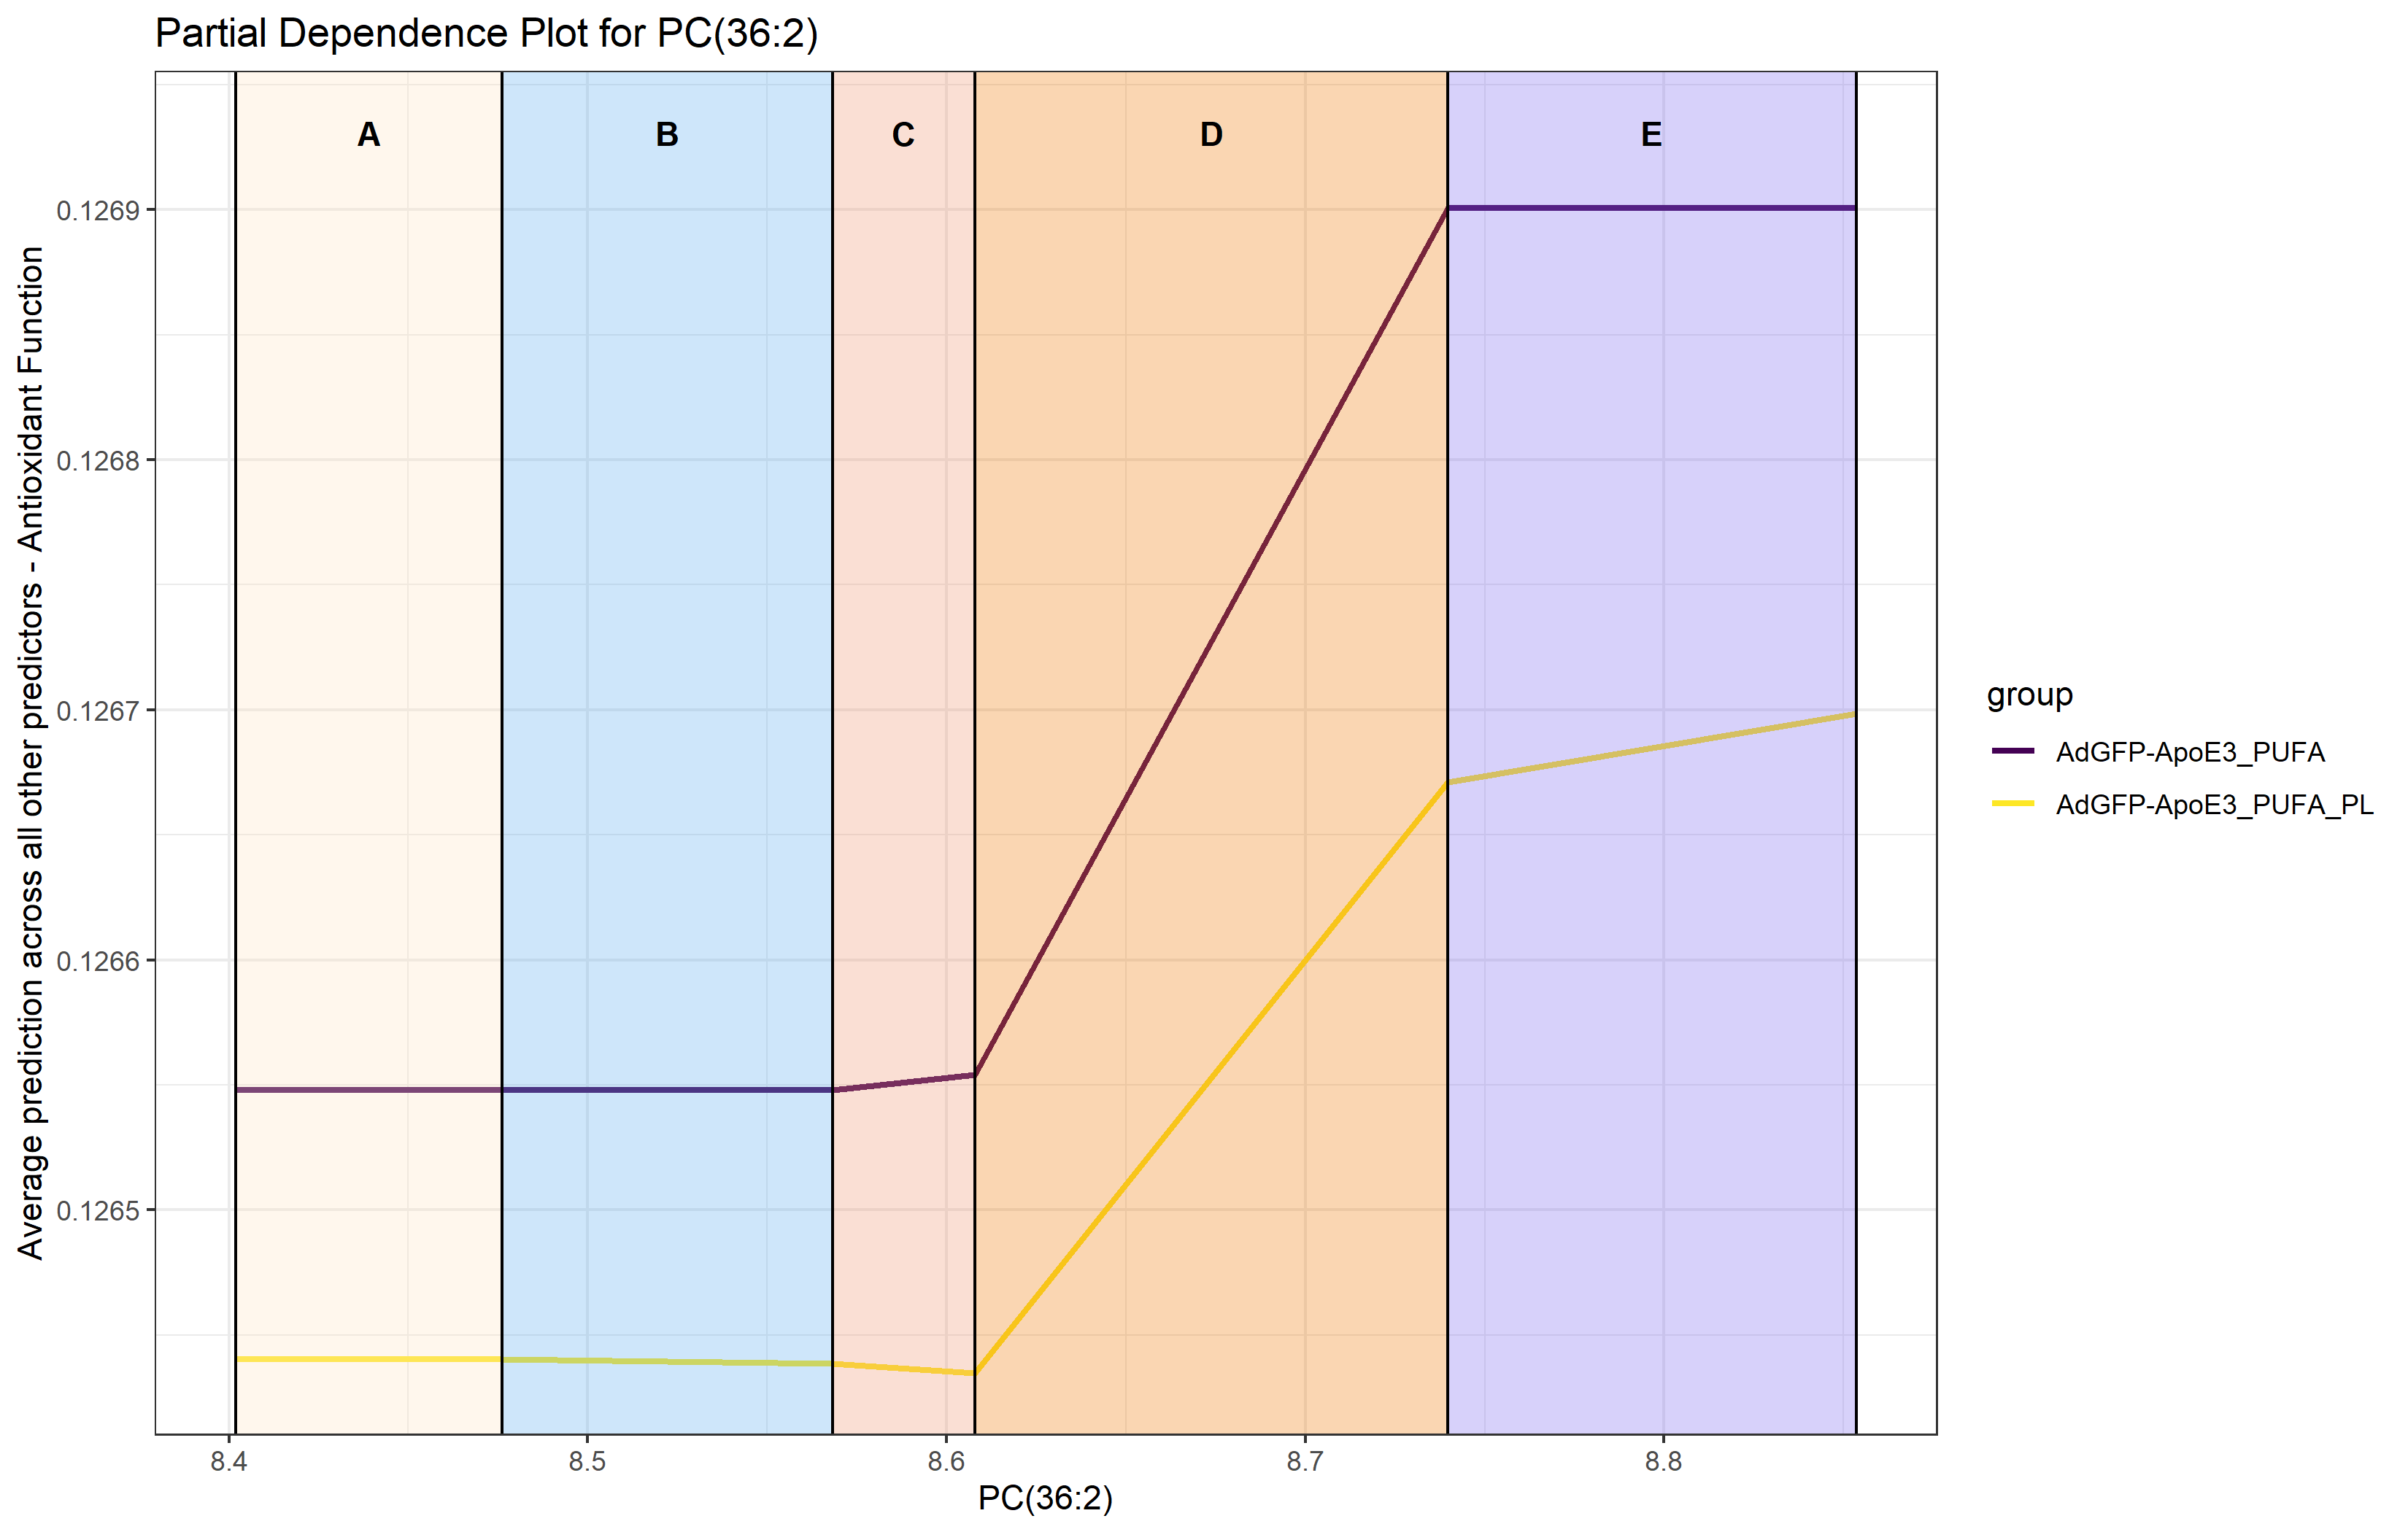 Partial Dependence Plot for PC(36:2)
A B C D E
Average prediction across all other predictors - Antioxidant Function
0.1269
0.1268
0.1267
0.1266
0.1265
8.4 8.5 8.6 8.7 8.8
PC(36:2)
group
AdGFP-ApoE3_PUFA
AdGFP-ApoE3_PUFA_PL